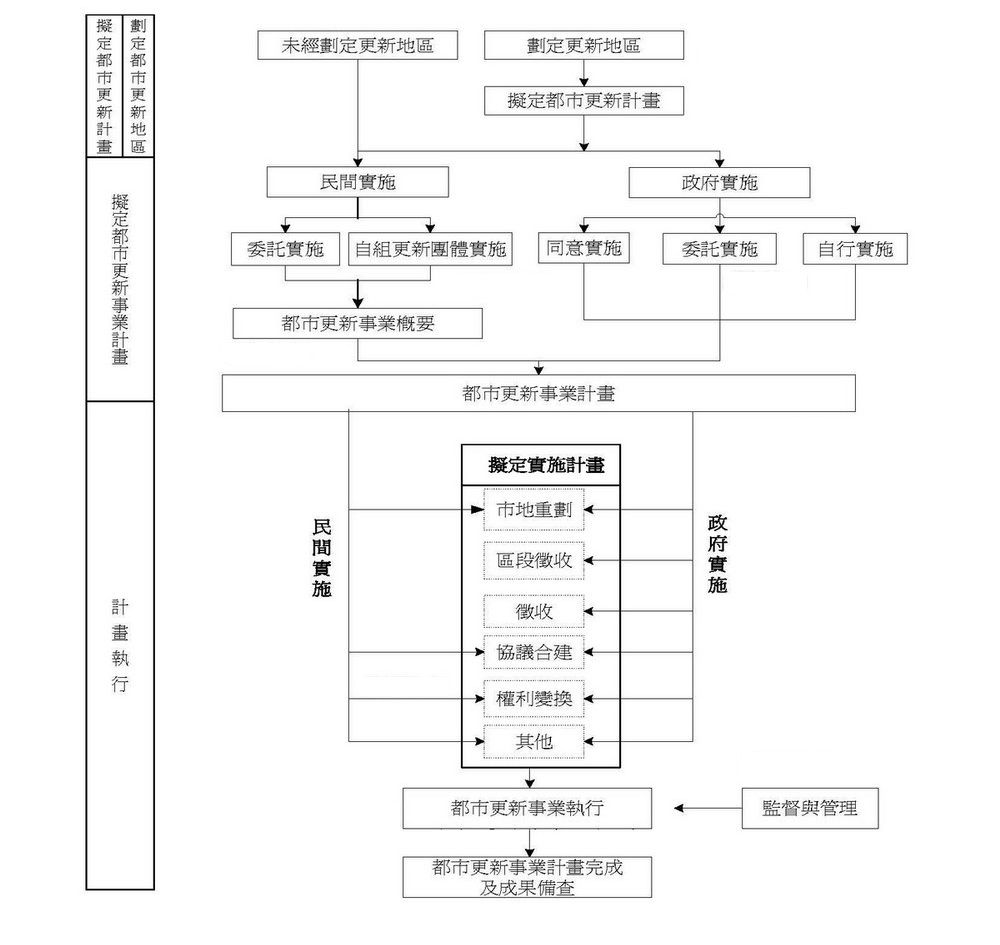 擬定都市更新計畫
劃定都市更新地區
未經劃定更新地區
劃定更新地區
擬定都市更新計畫
擬定都市更新事業計畫
民間實施
政府實施
委託實施
自組更新團體實施
同意實施
委託實施
自行實施
都市更新事業概要
都市更新事業計畫
計畫執行
擬定實施計畫
民間實施
政府實施
市地重劃
區段徵收
徵收
協議合建
權利變換
其他
都市更新事業執行
監督與管理
都市更新事業計畫完成
及成果備查